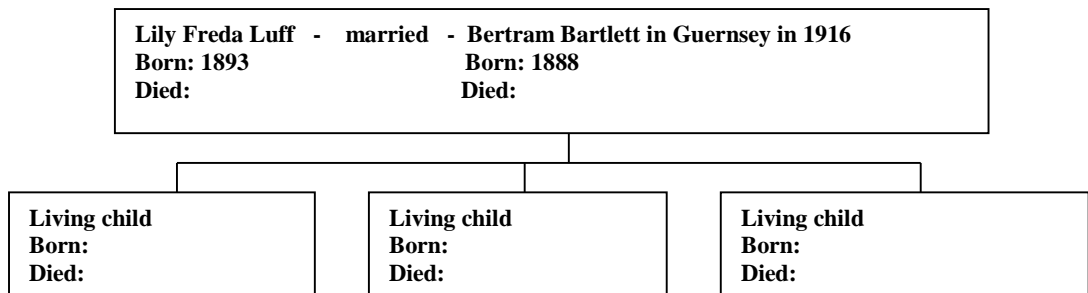 Lily Freda Luff - married - Bertram Bartlett in Guernsey in 1916
Born: 1893 Born: 1888
Died: Died:
Living child
Born:
Died:
Living child
Born:
Died:
Living child
Born:
Died: